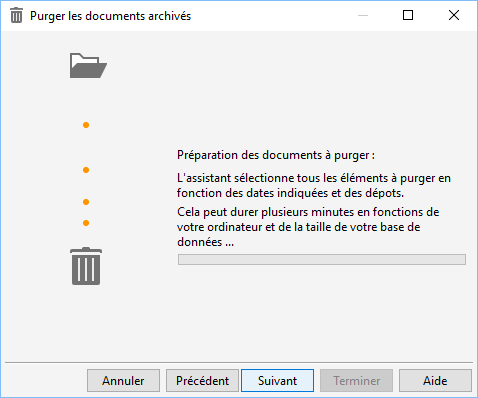 Purger les documents archivés
Préparation des documents à purger :
L'assistant sélectionne tous les éléments à purger en
fonction des dates indiquées et des dépots.
Cela peut durer plusieurs minutes en fonctions de
votre ordinateur et de la taille de votre base de
données ...
Annuler
Précédent
Suivant
Terminer
Aide